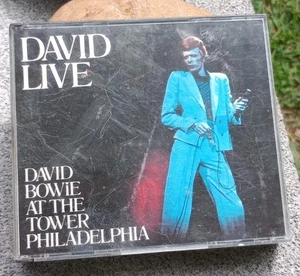 DAVID
LIVE
DAVID
BOWiE
AT THE
TOWER
PHILADELPHIA